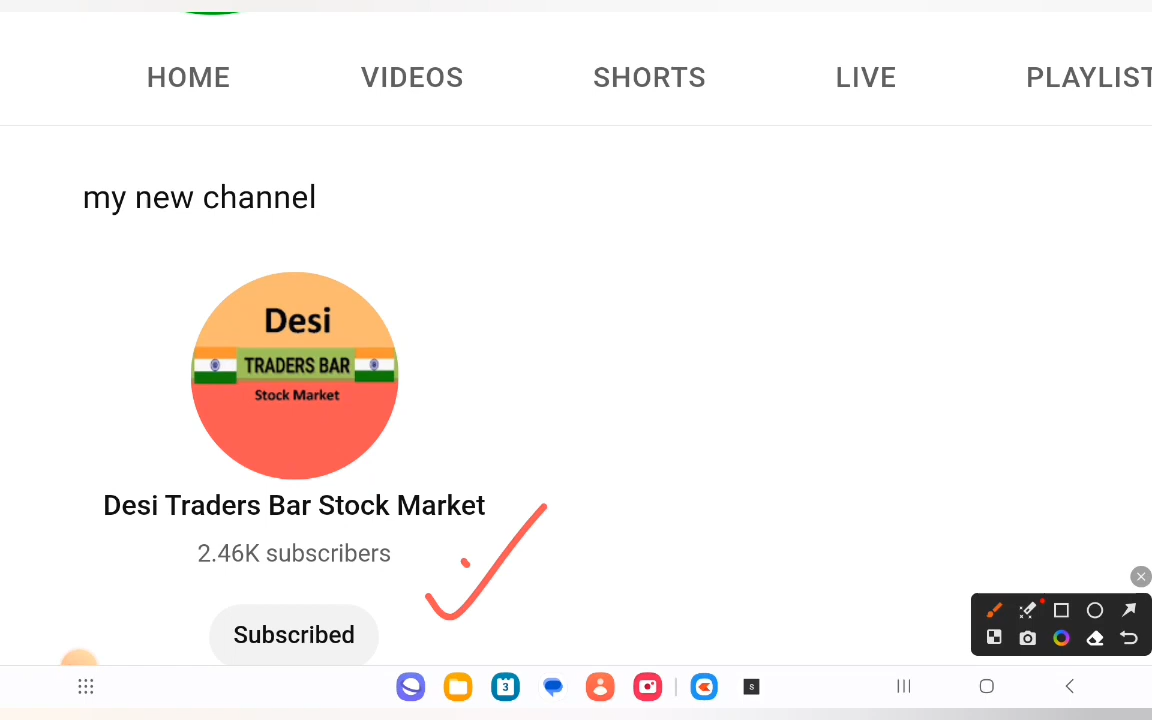 HOME VIDEOS SHORTS LIVE PLAYLIST
my new channel
Desi
TRADERS BAR
Stock Market
Desi Traders Bar Stock Market
2.46K subscribers
Subscribed
3
S